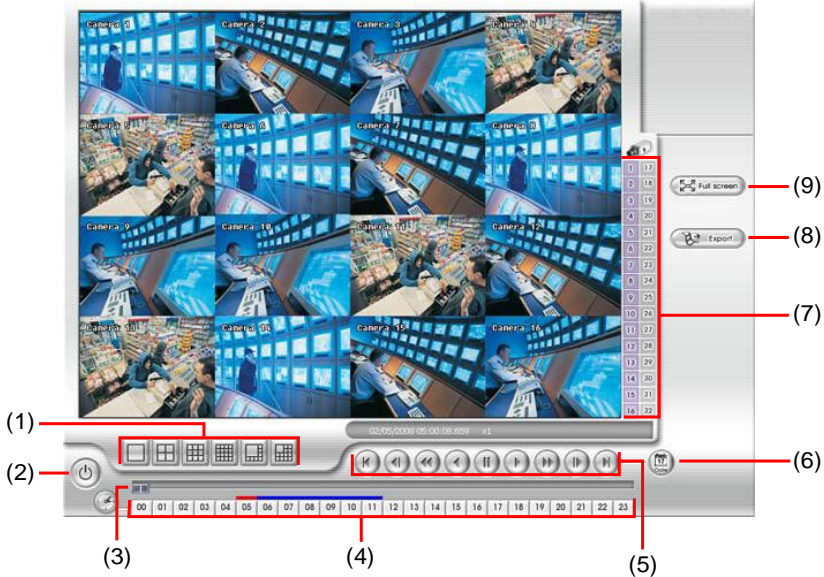 Camera 1 Camera 2 Camera 3 Camera 4
Camera 5 Camera 6 Camera 7 Camera 8
Camera 9 Camera 10 Camera 11 Camera 12
Camera 13 Camera 14 Camera 15 Camera 16
1 17
2 18
3 19
4 20
5 21
6 22
7 23
8 24
9 25
10 26
11 27
12 28
13 29
14 30
15 31
16 32
Full screen (9)
Export (8)
(7)
(1)
02/05/2008 05:00:08.659 x1
(2)
17
Date
(6)
00 01 02 03 04 05 06 07 08 09 10 11 12 13 14 15 16 17 18 19 20 21 22 23
(3) (4) (5)